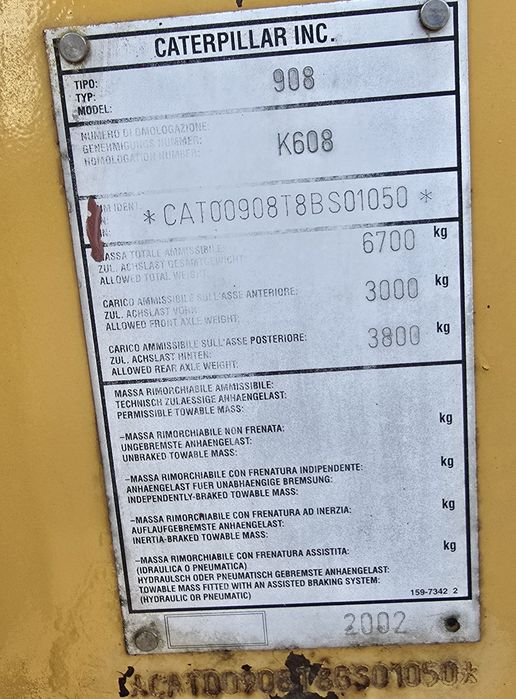 CATERPILLAR INC.
TIPO:
TYP: 908
MODEL:
NUMERO DI OMOLOGAZIONE:
GENEHMIGUNGS NUMMER: K608
HOMOLOGATION NUMBER:
IDENT.
*CAT00908T8BS01050*
MASSA TOTALE AMMISSIBILE: 6700 kg
ZUL. ACHSLAST GESAMTGEWICHT
ALLOWED TOTAL WEIGHT:
CARICO AMMISSIBILE SULL'ASSE ANTERIORE: 3000 kg
ZUL. ACHSLAST VORN:
ALLOWED FRONT AXLE WEIGHT:
CARICO AMMISSIBILE SULL'ASSE POSTERIORE: 3800 kg
ZUL. ACHSLAST HINTEN:
ALLOWED REAR AXLE WEIGHT:
MASSA RIMORCHIABILE AMMISSIBILE:
TECHNISCH ZULAESSIGE ANHAENGELAST:
PERMISSIBLE TOWABLE MASS:
–MASSA RIMORCHIABILE NON FRENATA: kg
UNGEBREMSTE ANHAENGELAST:
UNBRAKED TOWABLE MASS:
–MASSA RIMORCHIABILE CON FRENATURA INDIPENDENTE: kg
ANHAENGELAST FUER UNABHAENGIGE BREMSUNG:
INDEPENDENTLY-BRAKED TOWABLE MASS:
–MASSA RIMORCHIABILE CON FRENATURA AD INERZIA: kg
AUFLAUFGEBREMSTE ANHAENGELAST:
INERTIA-BRAKED TOWABLE MASS:
–MASSA RIMORCHIABILE CON FRENATURA ASSISTITA: kg
(IDRAULICA O PNEUMATICA)
HYDRAULSCH ODER PNEUMATISCH GEBREMSTE ANHAENGELAST:
TOWABLE MASS FITTED WITH AN ASSISTED BRAKING SYSTEM:
(HYDRAULIC OR PNEUMATIC) 159-7342 2
2002